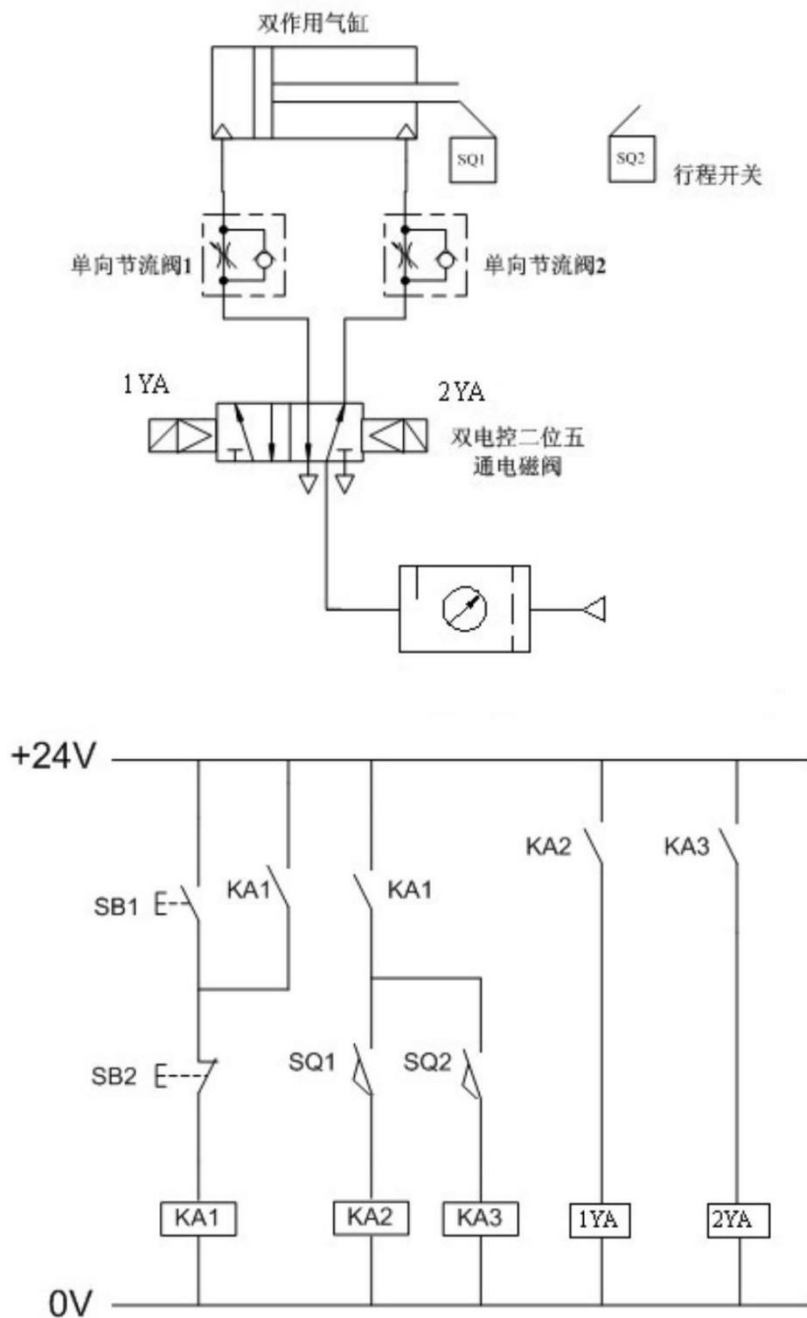 双作用气缸
SQ1
SQ2
行程开关
单向节流阀1
单向节流阀2
1YA
2YA
双电控二位五
通电磁阀
+24V
KA2
KA3
SB1
KA1
KA1
SB2
SQ1
SQ2
KA1
KA2
KA3
1YA
2YA
0V